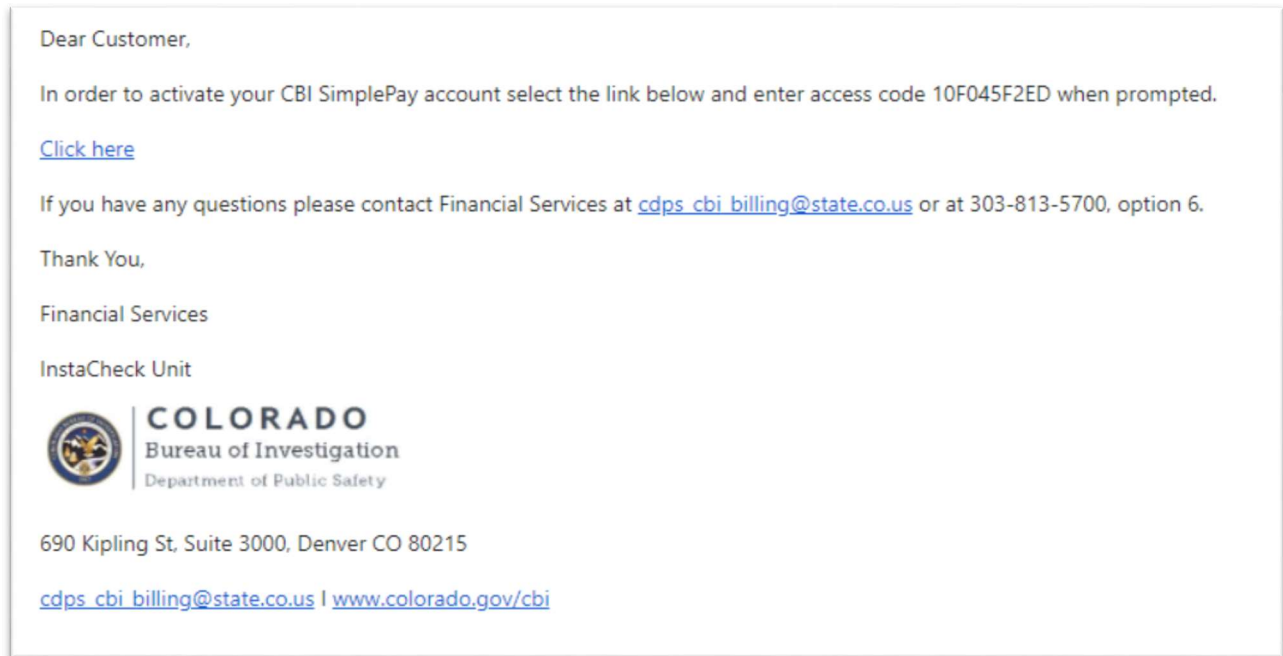 Dear Customer,
In order to activate your CBI SimplePay account select the link below and enter access code 10F045F2ED when prompted.
Click here
If you have any questions please contact Financial Services at cdps_cbi_billing@state.co.us or at 303-813-5700, option 6.
Thank You,
Financial Services
InstaCheck Unit
COLORADO
Bureau of Investigation
Department of Public Safety
690 Kipling St, Suite 3000, Denver CO 80215
cdps_cbi_billing@state.co.us I www.colorado.gov/cbi